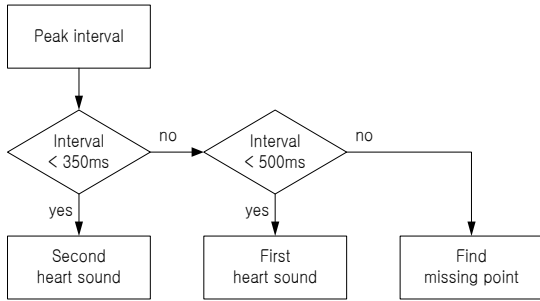 Peak interval
Interval
< 350ms
no
Interval
< 500ms
no
yes
yes
Second
heart sound
First
heart sound
Find
missing point